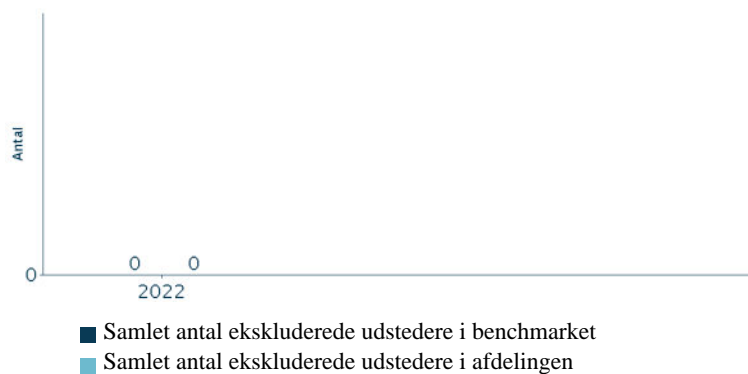 Antal
0 0
0
2022
Samlet antal ekskluderede udstedere i benchmarket
Samlet antal ekskluderede udstedere i afdelingen